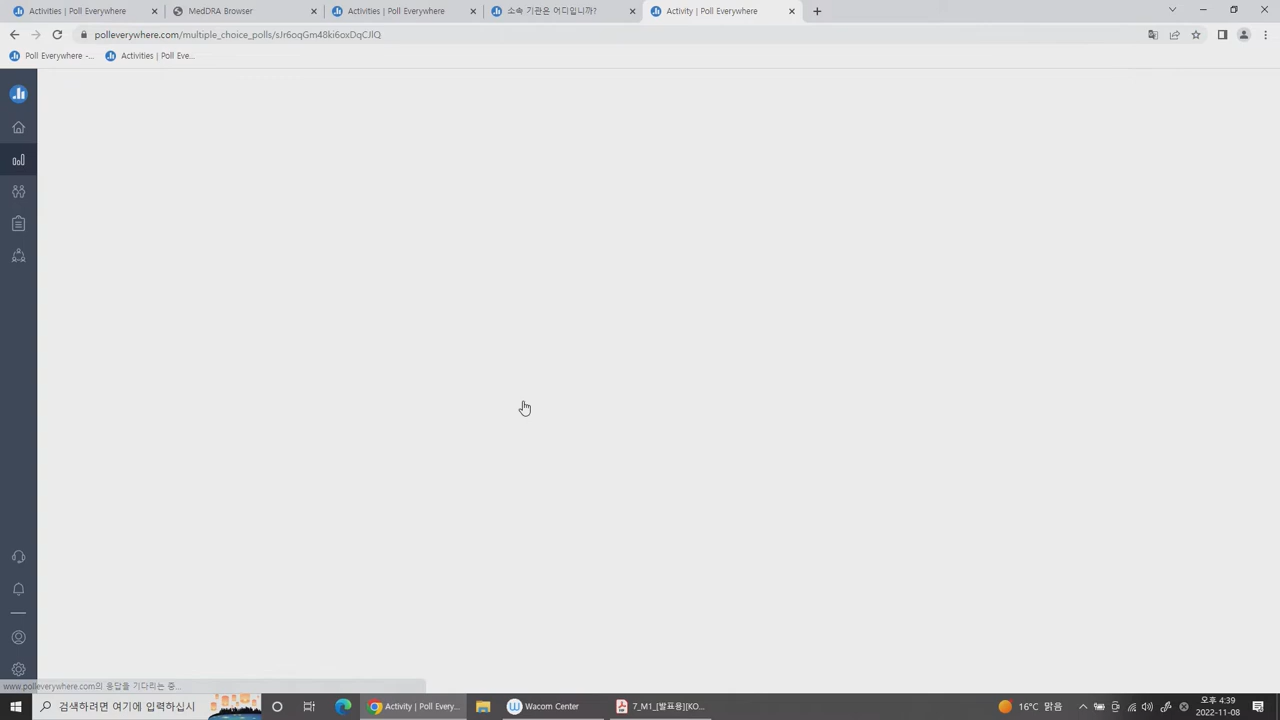 Activities | Poll Everywhere
MedDRA Browser
Activities | Poll Everywhere
소속 기관은 어디입니까?
Activity | Poll Everywhere
polleverywhere.com/multiple_choice_polls/sJr6oqGm48ki6oxDqCJlQ
Poll Everywhere -...
Activities | Poll Eve...
www.polleverywhere.com의 응답을 기다리는 중...
검색하려면 여기에 입력하십시
Activity | Poll Every...
Wacom Center
7_M1_[발표용][KO...
16°C 맑음
오후 4:39
2022-11-08